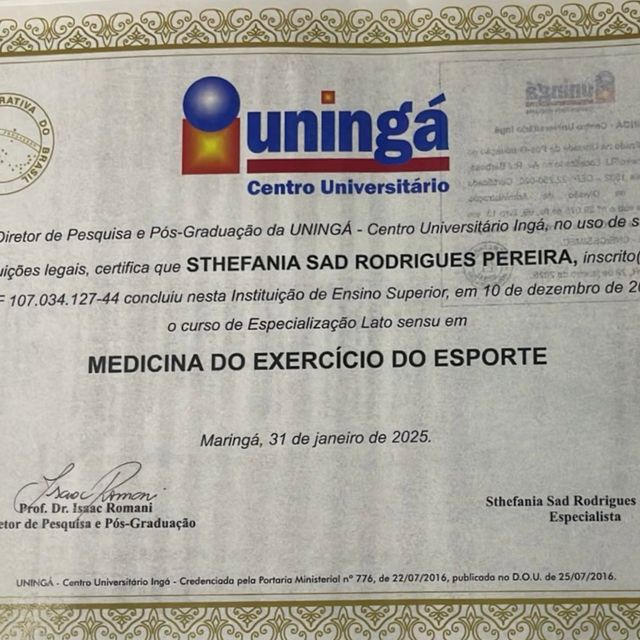 RATIVA DO BRASIL
uningá
Centro Universitário
Diretor de Pesquisa e Pós-Graduação da UNINGÁ - Centro Universitário Ingá, no uso de s
uições legais, certifica que STHEFANIA SAD RODRIGUES PEREIRA, inscrito(
F 107.034.127-44 concluiu nesta Instituição de Ensino Superior, em 10 de dezembro de 20
o curso de Especialização Lato sensu em
MEDICINA DO EXERCÍCIO DO ESPORTE
Maringá, 31 de janeiro de 2025.
Isaac Romani
Prof. Dr. Isaac Romani
etor de Pesquisa e Pós-Graduação
Sthefania Sad Rodrigues
Especialista
UNINGÁ - Centro Universitário Ingá - Credenciada pela Portaria Ministerial nº 776, de 22/07/2016, publicada no D.O.U. de 25/07/2016.